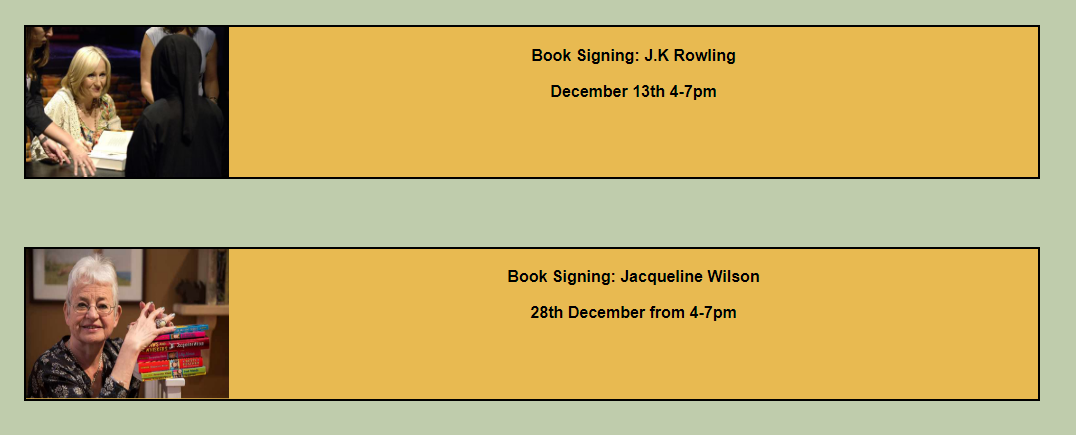 Book Signing: J.K Rowling
December 13th 4-7pm
Book Signing: Jacqueline Wilson
28th December from 4-7pm